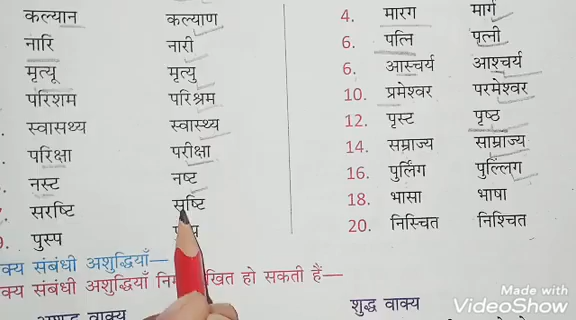 कल्यान कल्याण 4. मारग मार्ग
नारि नारी 6. पत्नि पत्नी
मृत्यू मृत्यु 6. आस्चर्य आश्चर्य
परिशम परिश्रम 10. प्रमेश्वर परमेश्वर
स्वासथ्य स्वास्थ्य 12. पृस्ट पृष्ठ
परिक्षा परीक्षा 14. सम्राज्य साम्राज्य
नस्ट नष्ट 16. पुर्लिंग पुल्लिंग
सरष्टि सृष्टि 18. भासा भाषा
9. पुस्प 20. निस्चित निश्चित
क्य संबंधी अशुद्धियाँ—
क्य संबंधी अशुद्धियाँ हो सकती हैं—
वाक्य शुद्ध वाक्य
Made with
VideoShow